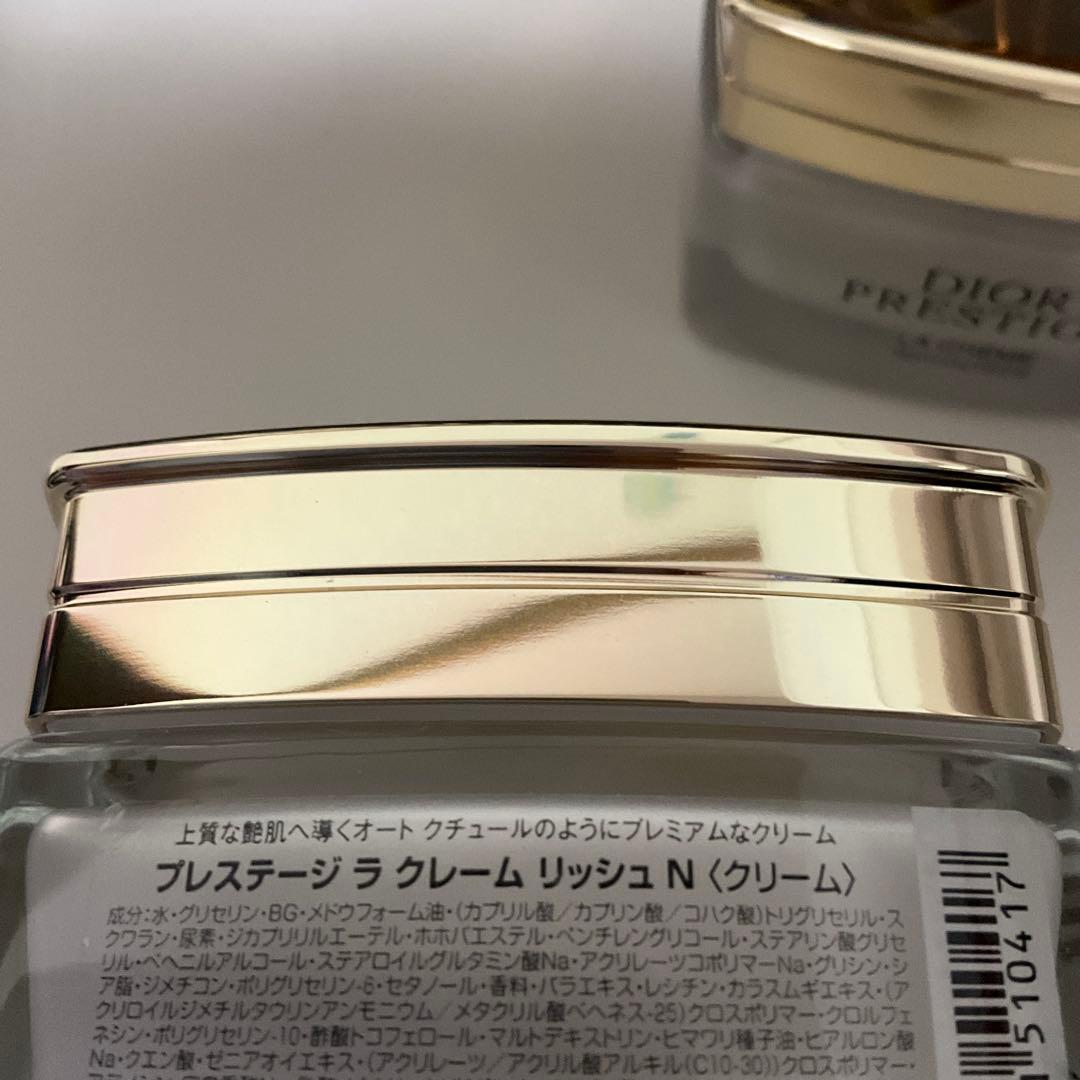 DIOR
PRESTIG
LA CRÈME
上質な艶肌へ導くオート クチュールのようにプレミアムなクリーム
プレステージ ラ クレーム リッシュ N 〈クリーム〉
成分:水・グリセリン・BG・メドウフォーム油・(カプリル酸/カプリン酸/コハク酸)トリグリセリル・ス
クワラン・尿素・ジカプリリルエーテル・ホホバエステル・ペンチレングリコール・ステアリン酸グリセ
リル・ベヘニルアルコール・ステアロイルグルタミン酸Na・アクリレーツコポリマーNa・グリシン・シ
ア脂・ジメチコン・ポリグリセリン-6・セタノール・香料・バラエキス・レシチン・カラスムギエキス・(ア
クリロイルジメチルタウリンアンモニウム/メタクリル酸ベヘネス-25)クロスポリマー・クロルフェ
ネシン・ポリグリセリン-10・酢酸トコフェロール・マルトデキストリン・ヒマワリ種子油・ヒアルロン酸
Na・クエン酸・ゼニアオイエキス・(アクリレーツ/アクリル酸アルキル(C10-30))クロスポリマー・
510417